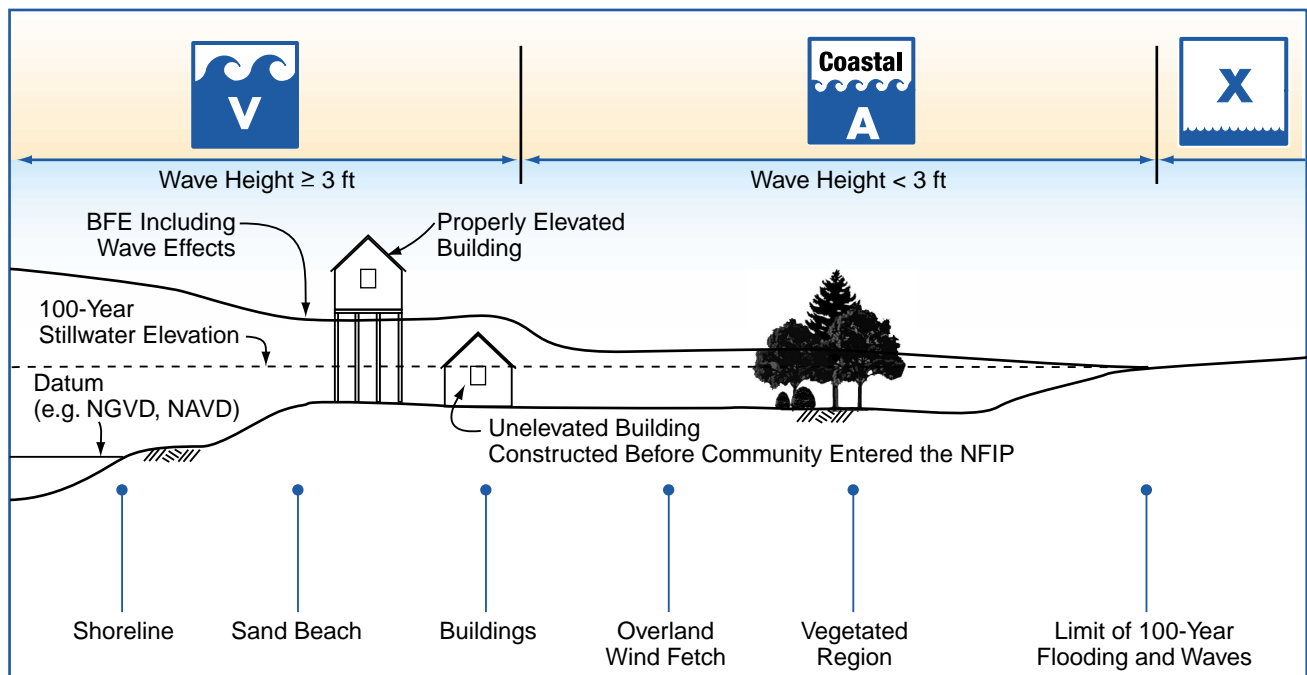 V
Coastal
A
X
Wave Height ≥ 3 ft
Wave Height < 3 ft
BFE Including
Wave Effects
Properly Elevated
Building
100-Year
Stillwater Elevation
Datum
(e.g. NGVD, NAVD)
Unelevated Building
Constructed Before Community Entered the NFIP
Shoreline
Sand Beach
Buildings
Overland
Wind Fetch
Vegetated
Region
Limit of 100-Year
Flooding and Waves